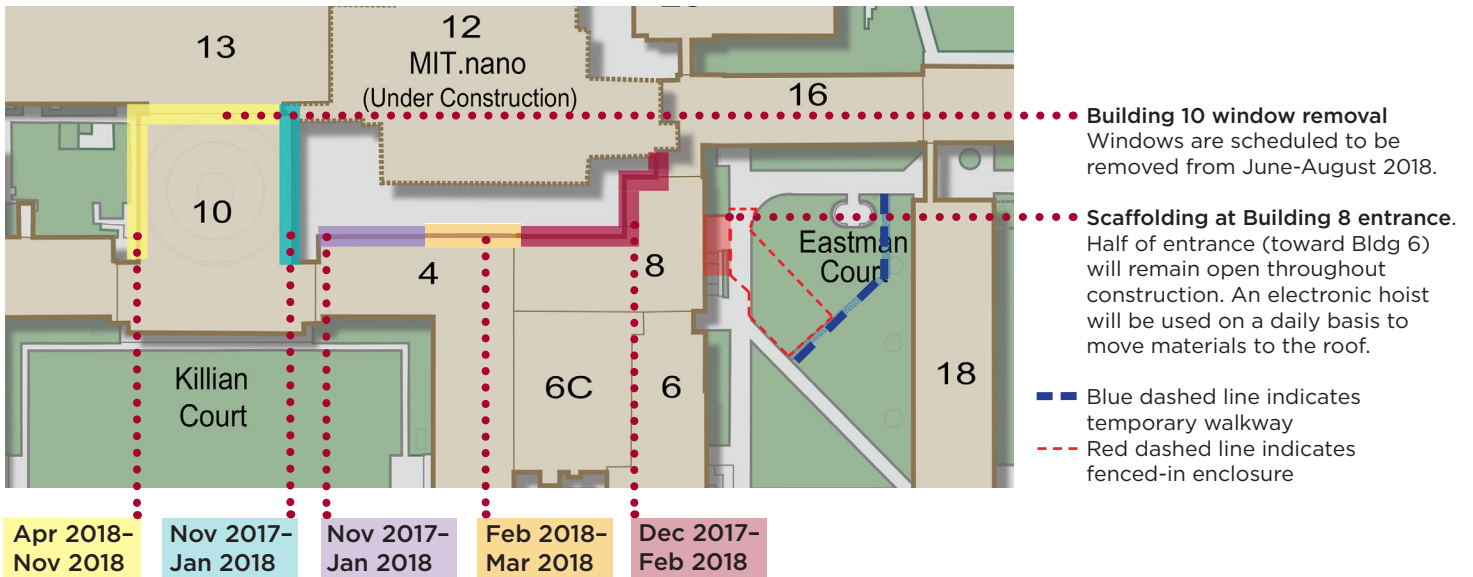 13
12
MIT.nano
(Under Construction)
16
10
4
8
Eastman
Court
Killian
Court
6C
6
18
Building 10 window removal
Windows are scheduled to be
removed from June-August 2018.
Scaffolding at Building 8 entrance.
Half of entrance (toward Bldg 6)
will remain open throughout
construction. An electronic hoist
will be used on a daily basis to
move materials to the roof.
Blue dashed line indicates
temporary walkway
Red dashed line indicates
fenced-in enclosure
Apr 2018–
Nov 2018
Nov 2017–
Jan 2018
Nov 2017–
Jan 2018
Feb 2018–
Mar 2018
Dec 2017–
Feb 2018